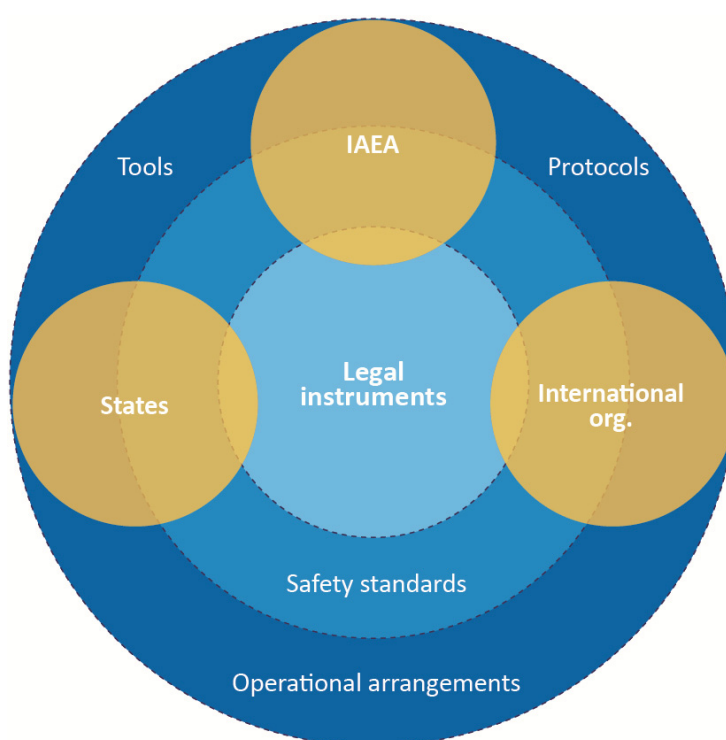 IAEA
Tools
Protocols
Legal
instruments
States
International
org.
Safety standards
Operational arrangements